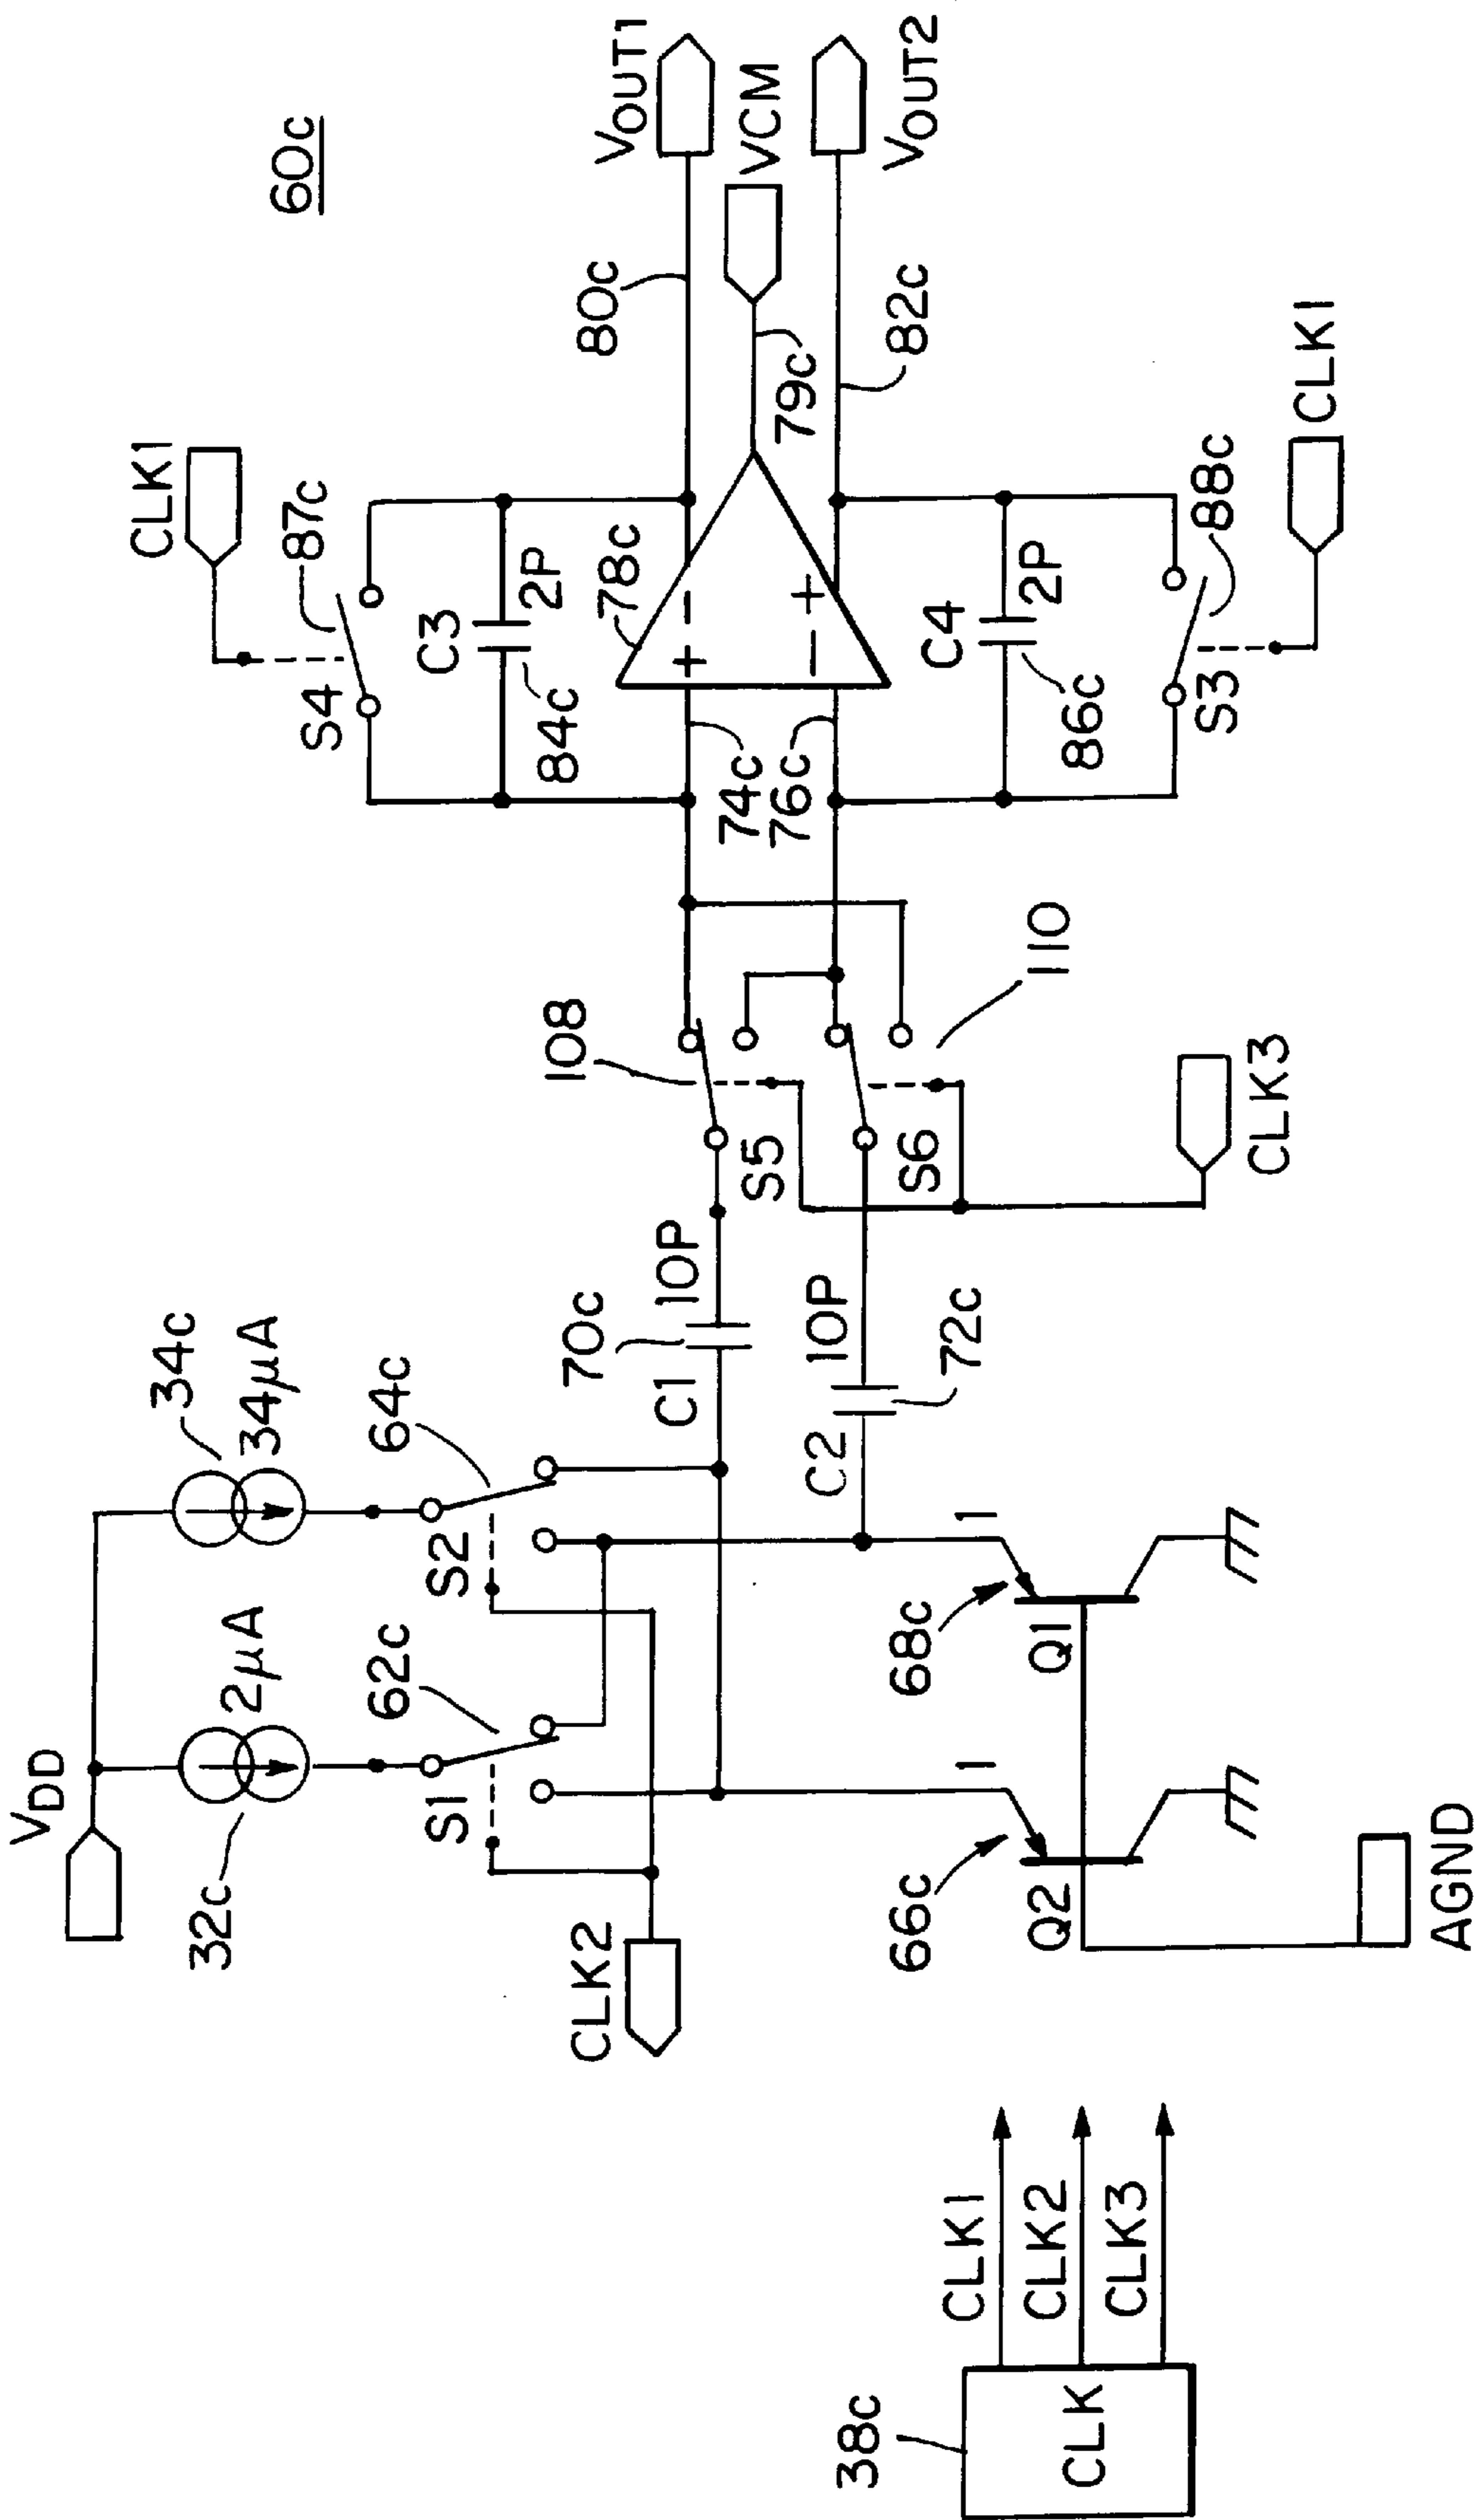 60c
VDD
32c
2μA
34c
34μA
CLK1
87c
S4
C3
2P
84c
78c
+
-
-
+
80c
VOUT1
VCM
79c
VOUT2
82c
S1
62c
S2
64c
70c
10P
C1
108
S5
74c
76c
C4
2P
86c
S3
88c
CLK1
CLK2
C2
10P
72c
S6
110
CLK3
66c
Q2
1
68c
Q1
1
AGND
38c
CLK
CLK1
CLK2
CLK3